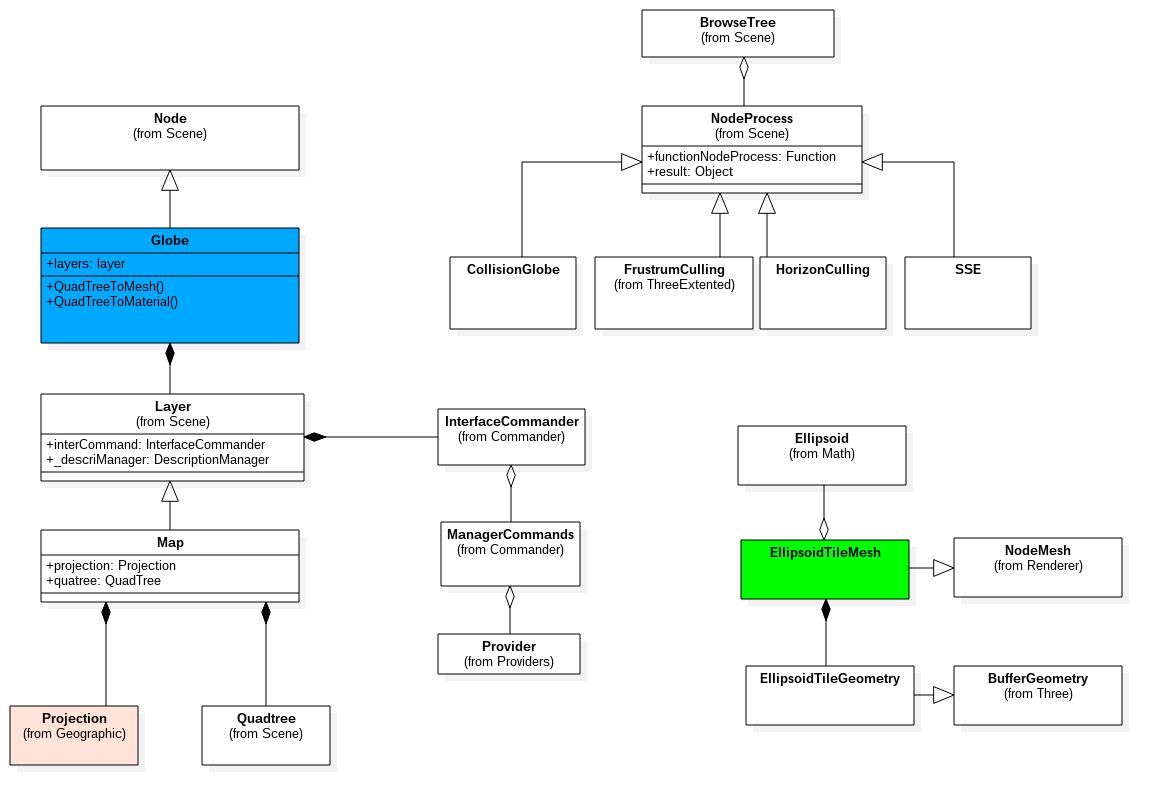 BrowseTree
(from Scene)
Node
(from Scene)
NodeProcess
(from Scene)
+functionNodeProcess: Function
+result: Object
Globe
+layers: layer
+QuadTreeToMesh()
+QuadTreeToMaterial()
CollisionGlobe
FrustrumCulling
(from ThreeExtented)
HorizonCulling
SSE
Layer
(from Scene)
+interCommand: InterfaceCommander
+_descriManager: DescriptionManager
InterfaceCommander
(from Commander)
Ellipsoid
(from Math)
Map
+projection: Projection
+quatree: QuadTree
ManagerCommands
(from Commander)
EllipsoidTileMesh
NodeMesh
(from Renderer)
Provider
(from Providers)
EllipsoidTileGeometry
BufferGeometry
(from Three)
Projection
(from Geographic)
Quadtree
(from Scene)